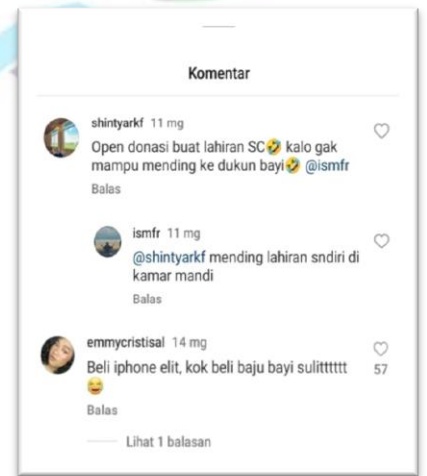 Komentar
shintyarkf 11 mg
Open donasi buat lahiran SC🤣 kalo gak
mampu mending ke dukun bayi🤣 @ismfr
Balas
ismfr 11 mg
@shintyarkf mending lahiran sndiri di
kamar mandi
Balas
emmycristisal 14 mg
Beli iphone elit, kok beli baju bayi sulitttttt
😂
57
Balas
Lihat 1 balasan